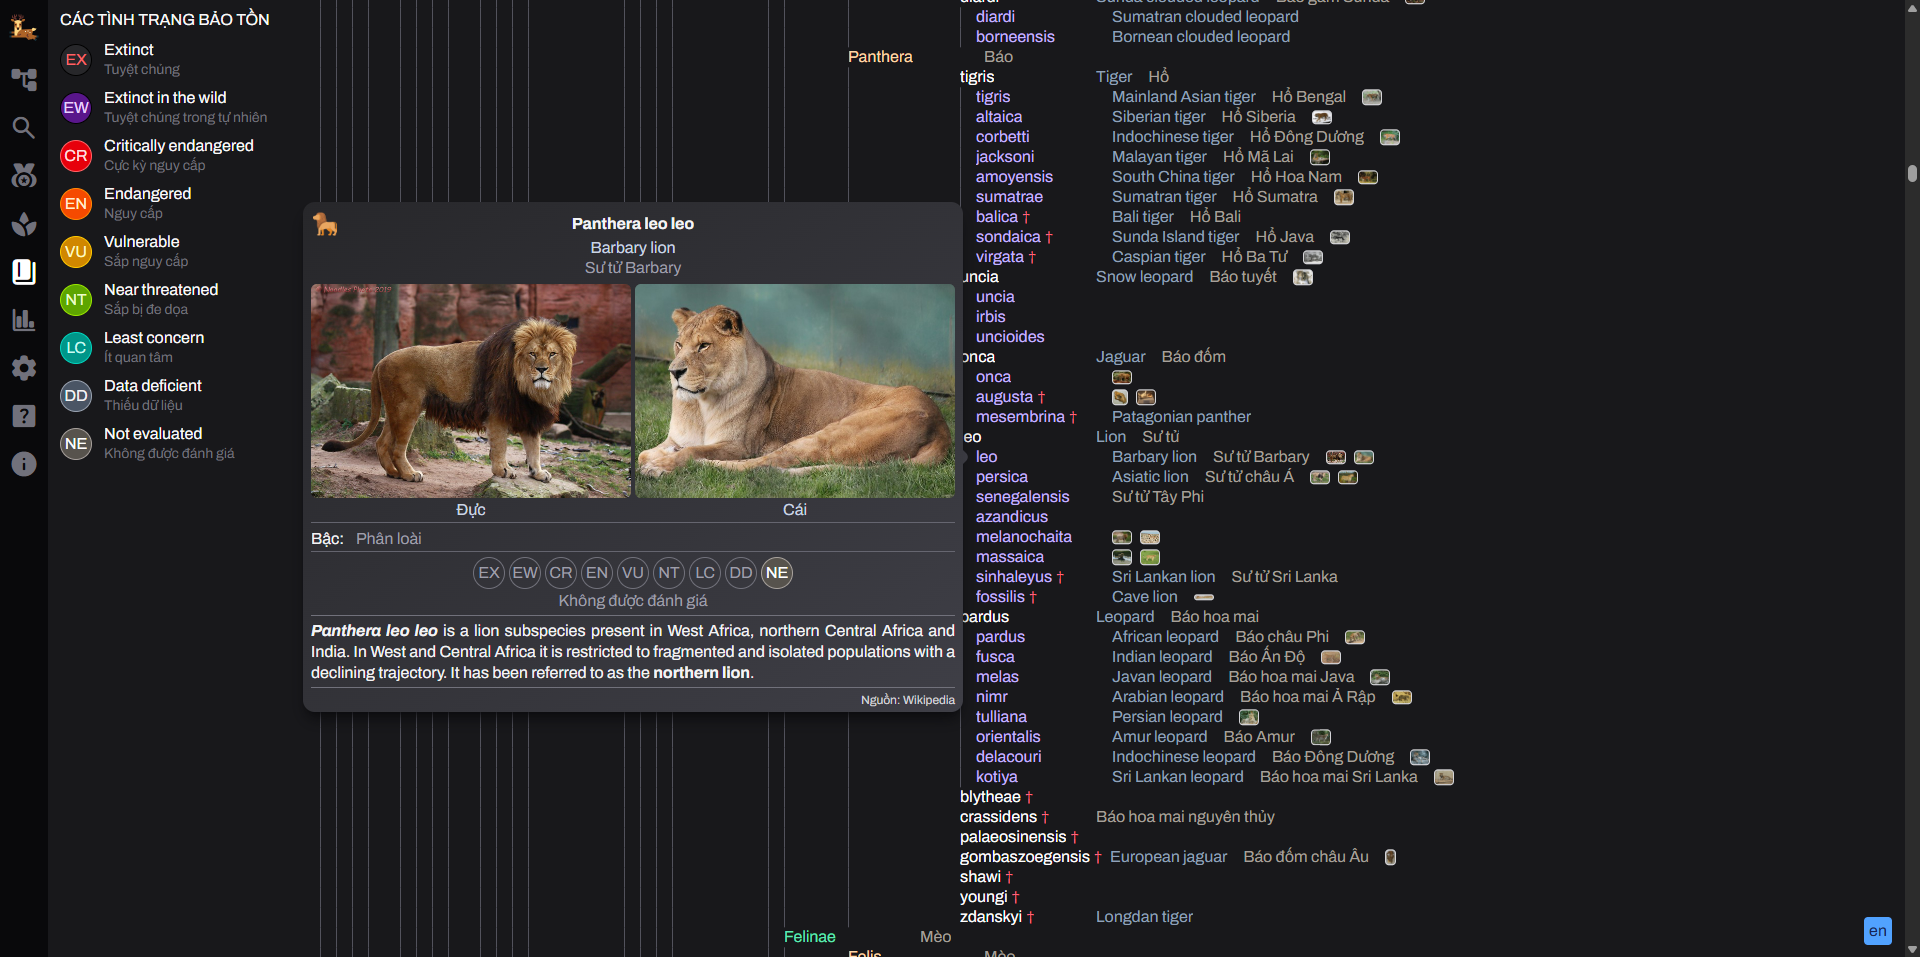 CÁC TÌNH TRẠNG BẢO TỒN
EX Extinct
Tuyệt chủng
EW Extinct in the wild
Tuyệt chủng trong tự nhiên
CR Critically endangered
Cực kỳ nguy cấp
EN Endangered
Nguy cấp
VU Vulnerable
Sắp nguy cấp
NT Near threatened
Sắp bị đe dọa
LC Least concern
Ít quan tâm
DD Data deficient
Thiếu dữ liệu
NE Not evaluated
Không được đánh giá
Panthera leo leo
Barbary lion
Sư tử Barbary
Đực Cái
Bậc: Phân loài
EX EW CR EN VU NT LC DD NE
Không được đánh giá
Panthera leo leo is a lion subspecies present in West Africa, northern Central Africa and
India. In West and Central Africa it is restricted to fragmented and isolated populations with a
declining trajectory. It has been referred to as the northern lion.
Nguồn: Wikipedia
diardi Sunda clouded leopard Báo gấm Sunda
diardi Sumatran clouded leopard
borneensis Bornean clouded leopard
Panthera Báo
tigris Tiger Hổ
tigris Mainland Asian tiger Hổ Bengal
altaica Siberian tiger Hổ Siberia
corbetti Indochinese tiger Hổ Đông Dương
jacksoni Malayan tiger Hổ Mã Lai
amoyensis South China tiger Hổ Hoa Nam
sumatrae Sumatran tiger Hổ Sumatra
balica † Bali tiger Hổ Bali
sondaica † Sunda Island tiger Hổ Java
virgata † Caspian tiger Hổ Ba Tư
uncia Snow leopard Báo tuyết
uncia
irbis
uncioides
onca Jaguar Báo đốm
onca
augusta †
mesembrina † Patagonian panther
leo Lion Sư tử
leo Barbary lion Sư tử Barbary
persica Asiatic lion Sư tử châu Á
senegalensis Sư tử Tây Phi
azandicus
melanochaita
massaica
sinhaleyus † Sri Lankan lion Sư tử Sri Lanka
fossilis † Cave lion
pardus Leopard Báo hoa mai
pardus African leopard Báo châu Phi
fusca Indian leopard Báo Ấn Độ
melas Javan leopard Báo hoa mai Java
nimr Arabian leopard Báo hoa mai Ả Rập
tulliana Persian leopard
orientalis Amur leopard Báo Amur
delacouri Indochinese leopard Báo Đông Dương
kotiya Sri Lankan leopard Báo hoa mai Sri Lanka
blytheae †
crassidens † Báo hoa mai nguyên thủy
palaeosinensis †
gombaszoegensis † European jaguar Báo đốm châu Âu
shawi †
youngi †
zdanskyi † Longdan tiger
Felinae Mèo
Felis Mèo
en